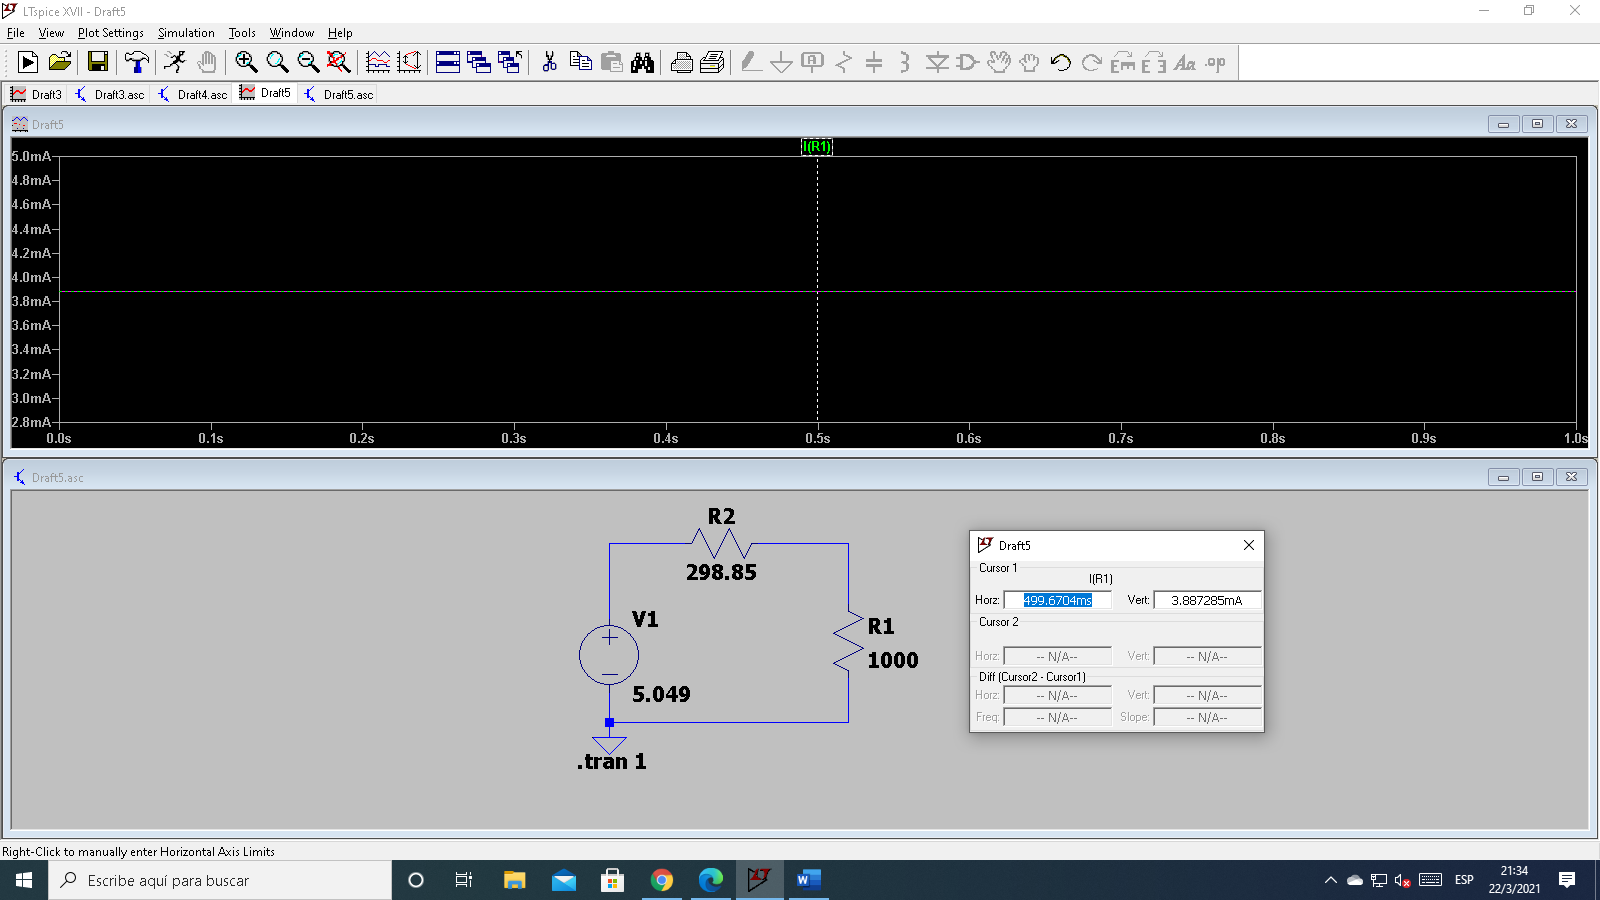 LTspice XVII - Draft5
File View Plot Settings Simulation Tools Window Help
Draft3 Draft3.asc Draft4.asc Draft5 Draft5.asc
Draft5
I(R1)
5.0mA
4.8mA
4.6mA
4.4mA
4.2mA
4.0mA
3.8mA
3.6mA
3.4mA
3.2mA
3.0mA
2.8mA
0.0s 0.1s 0.2s 0.3s 0.4s 0.5s 0.6s 0.7s 0.8s 0.9s 1.0s
Draft5.asc
R2
298.85
V1
5.049
R1
1000
.tran 1
Draft5
Cursor 1
I(R1)
Horz: 499.6704ms Vert: 3.887285mA
Cursor 2
Horz: -- N/A-- Vert: -- N/A--
Diff (Cursor2 - Cursor1)
Horz: -- N/A-- Vert: -- N/A--
Freq: -- N/A-- Slope: -- N/A--
Right-Click to manually enter Horizontal Axis Limits
Escribe aquí para buscar
ESP
21:34
22/3/2021